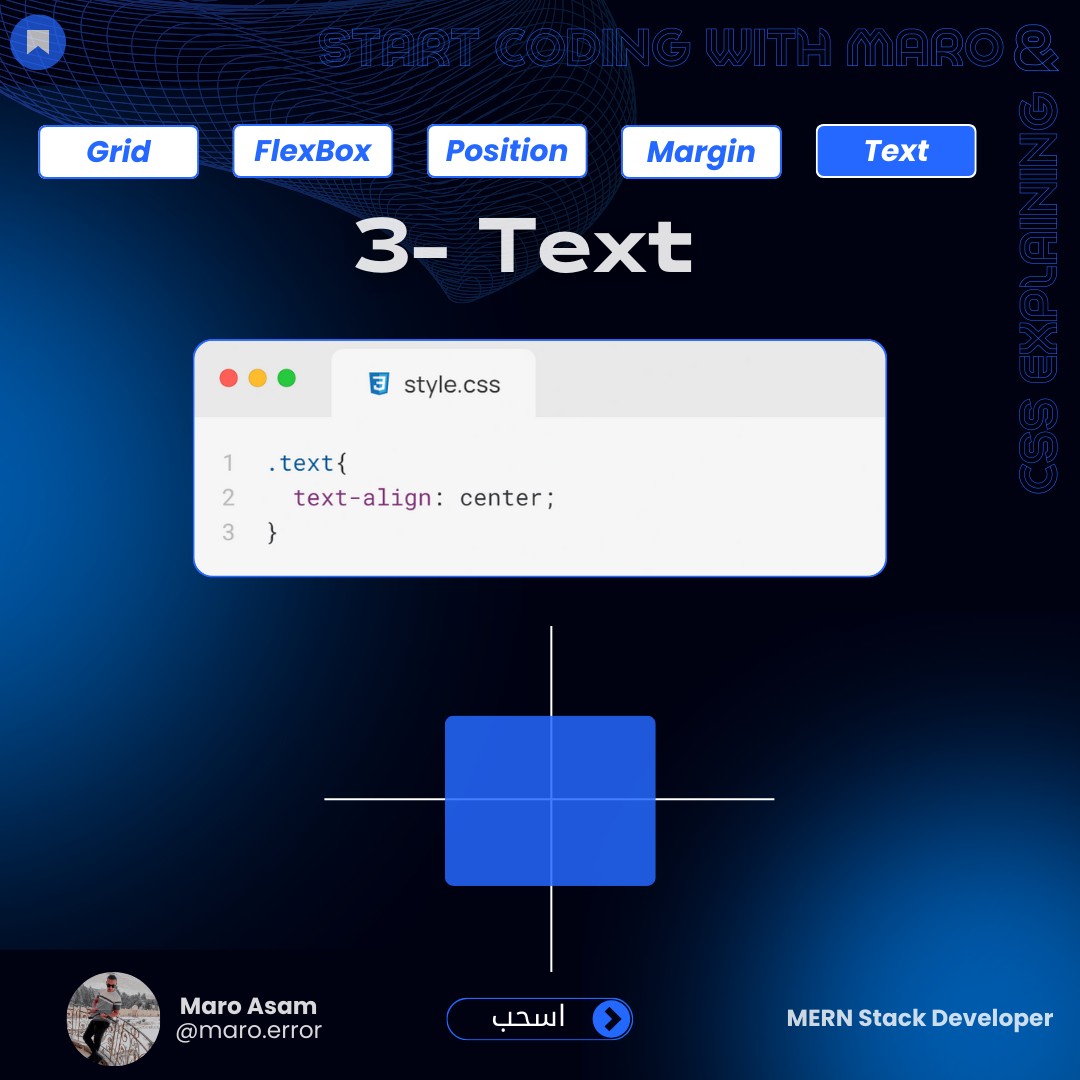 START CODING WITH MARO &
CSS EXPLAINING
Grid
FlexBox
Position
Margin
Text
3- Text
style.css
1 .text{
2 text-align: center;
3 }
Maro Asam
@maro.error
اسحب
MERN Stack Developer